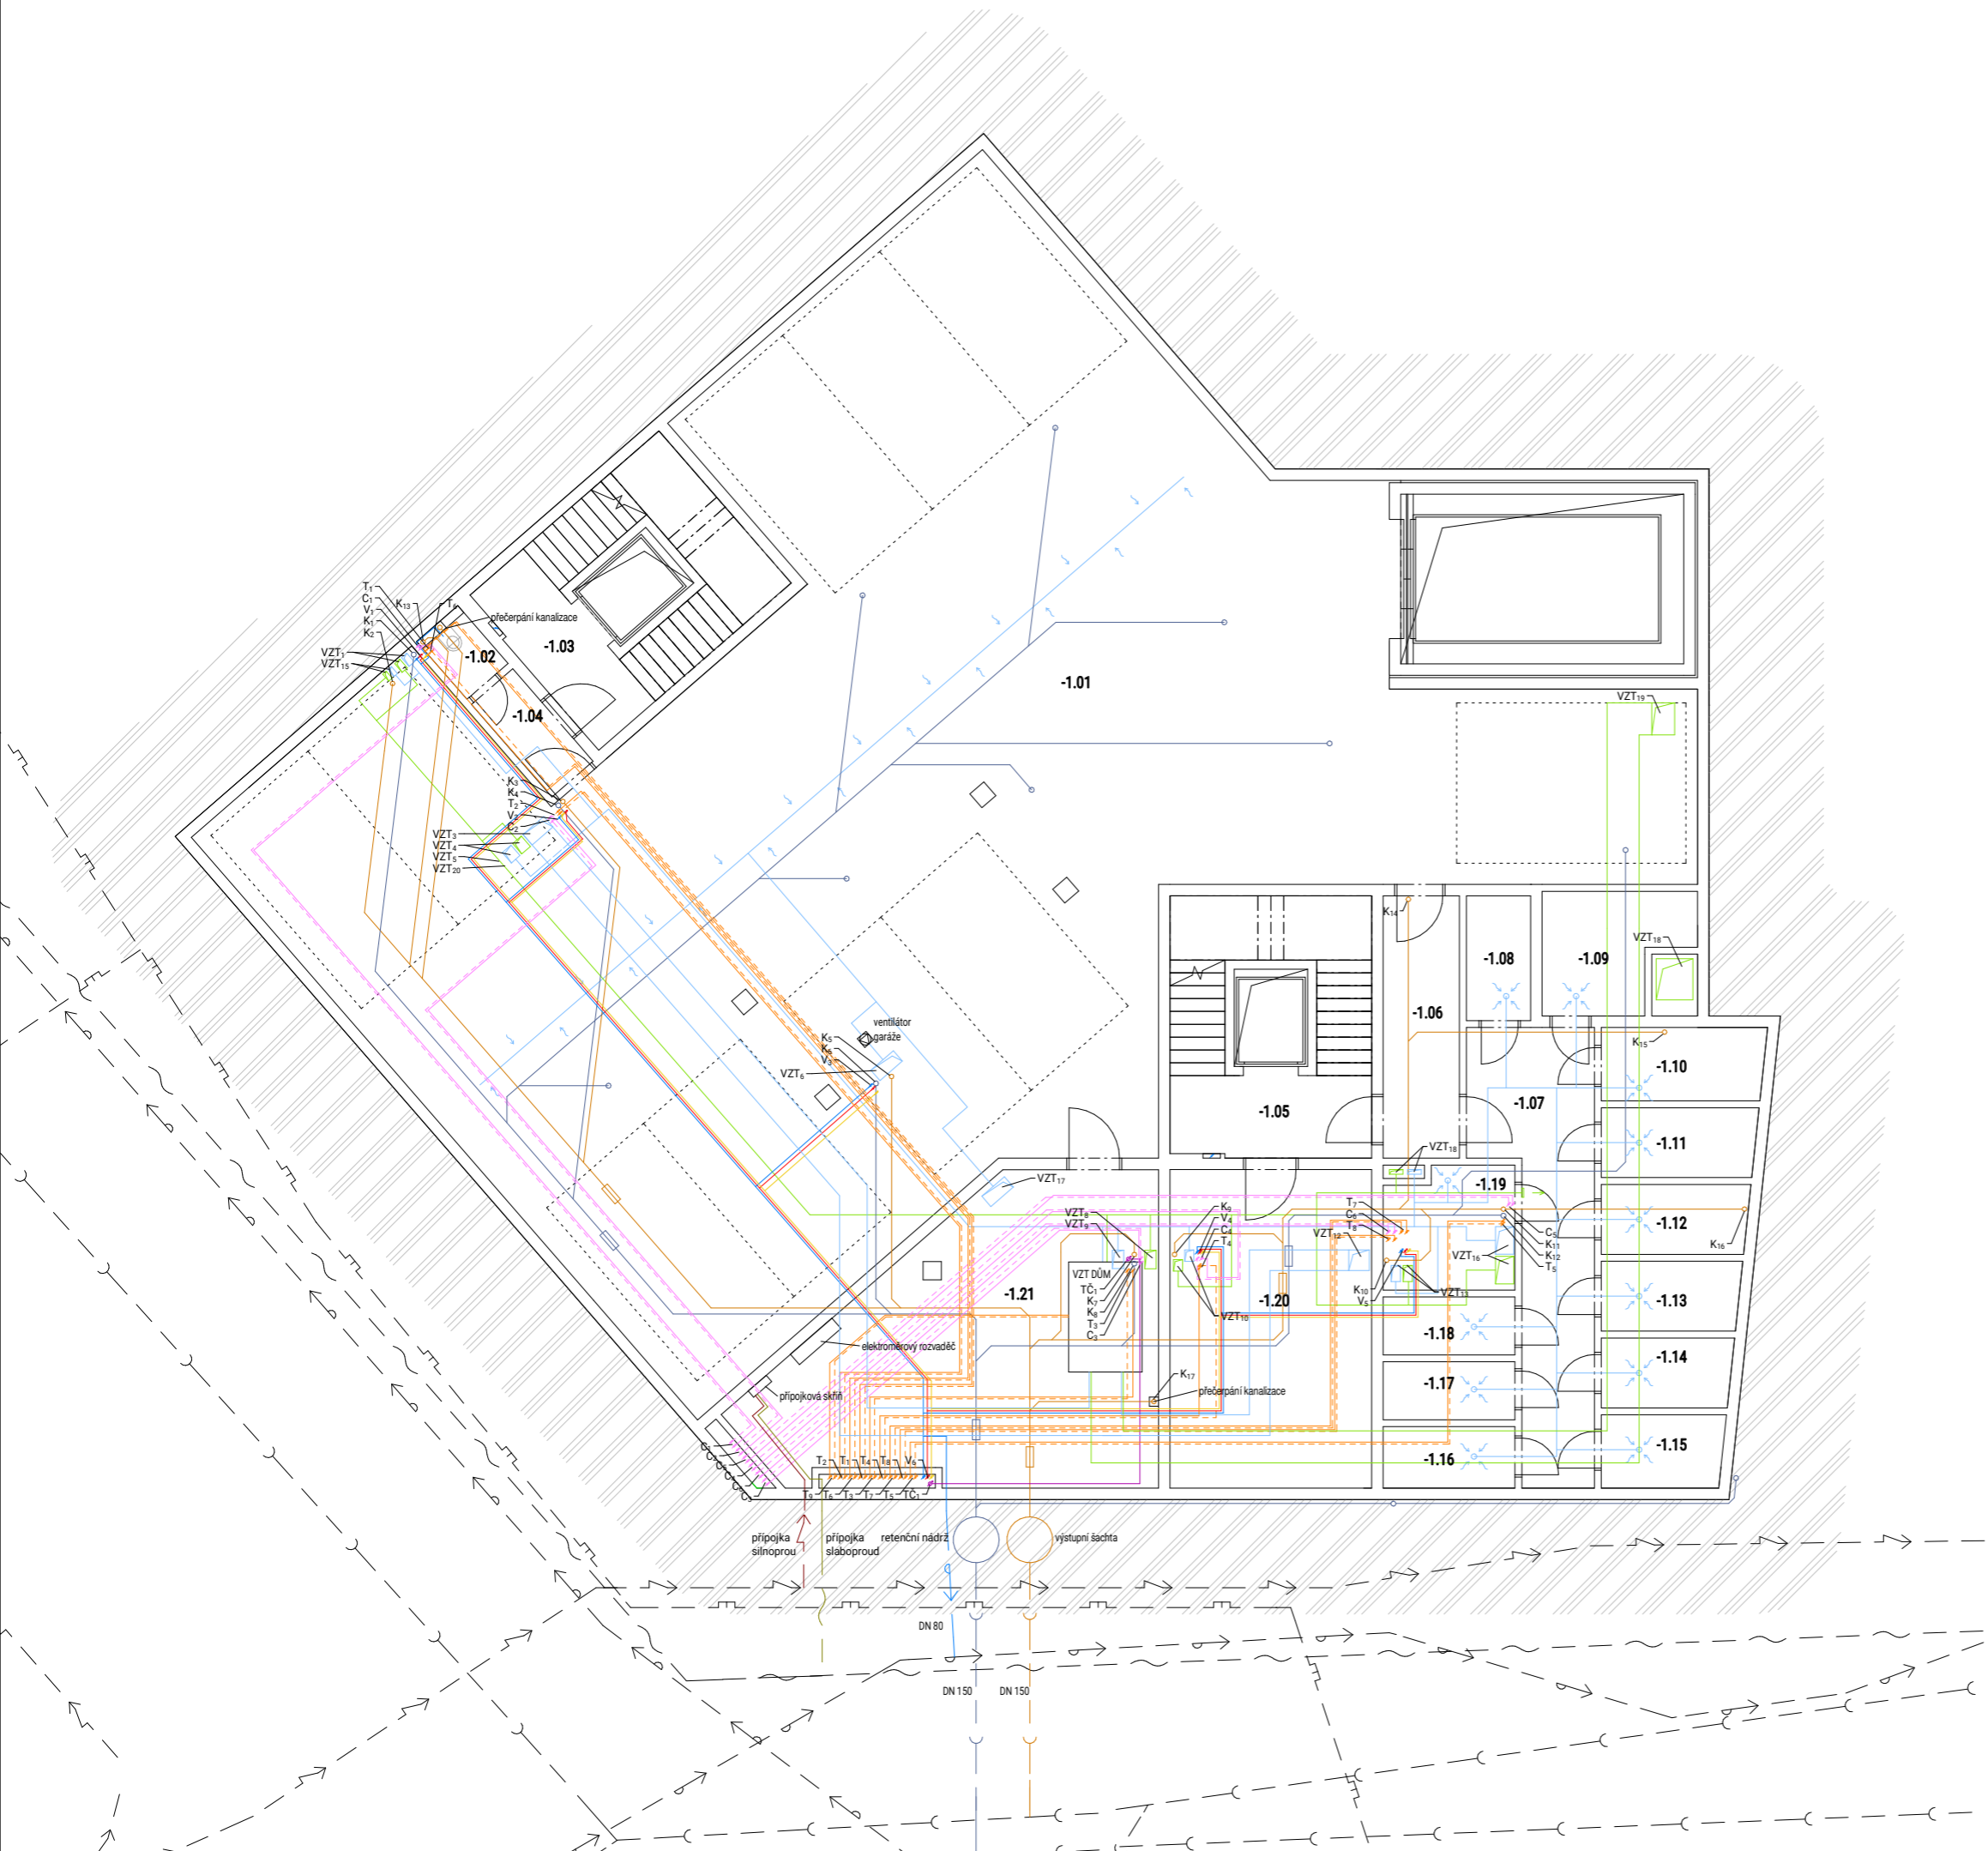 T₁
C₁
V₁
K₁
K₂
K₁₃
T₆
přečerpání kanalizace
VZT₁
VZT₁₅
-1.02
-1.03
-1.04
-1.01
VZT₁₉
K₃
K₄
T₂
V₂
C₂
VZT₃
VZT₄
VZT₅
VZT₂₀
K₁₄
VZT₁₈
-1.08
-1.09
-1.06
ventilátor
garáže
K₅
K₆
V₃
VZT₆
K₁₅
-1.10
-1.05
-1.07
-1.11
VZT₁₈
VZT₁₇
-1.19
-1.12
VZT₈
VZT₉
K₉
V₄
C₄
T₄
T₇
C₆
T₈
VZT₁₂
C₅
K₁₁
K₁₂
T₅
K₁₆
VZT₁₆
VZT DŮM
TČ₁
K₇
K₈
T₃
C₃
-1.21
-1.20
K₁₀
V₅
VZT₁₃
VZT₁₀
-1.13
-1.18
elektroměrový rozvaděč
-1.14
K₁₇
přečerpání kanalizace
přípojková skříň
-1.17
-1.15
-1.16
C₁
T₂
T₁
T₄
T₈
V₆
T₉
T₆
T₃
T₇
T₅
TČ₁
přípojka
silnoprou
přípojka
slaboproud
retenční nádrž
výstupní šachta
DN 80
DN 150
DN 150